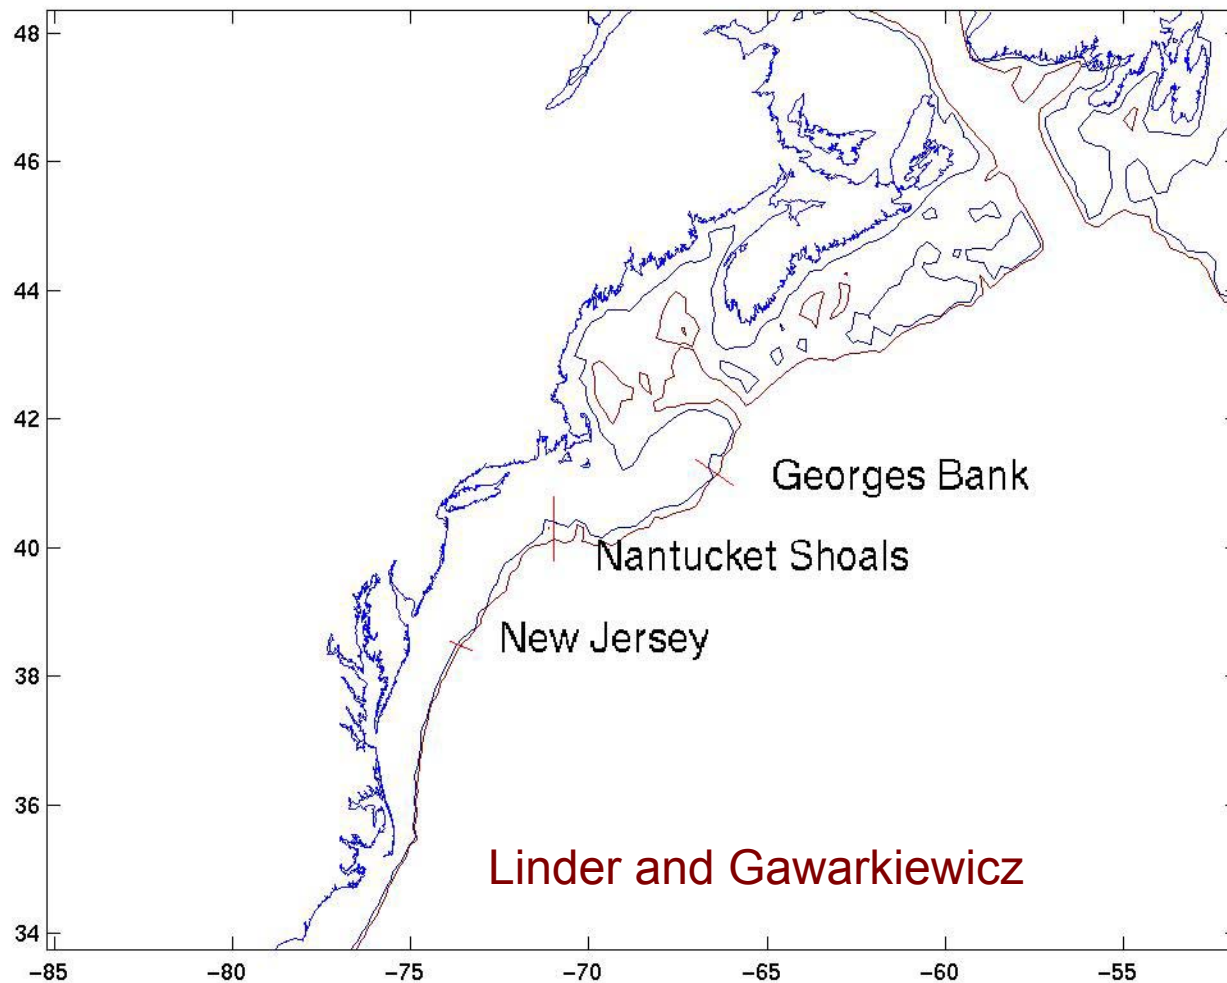 48
46
44
42
Georges Bank
40
Nantucket Shoals
New Jersey
38
36
Linder and Gawarkiewicz
34
−85 −80 −75 −70 −65 −60 −55